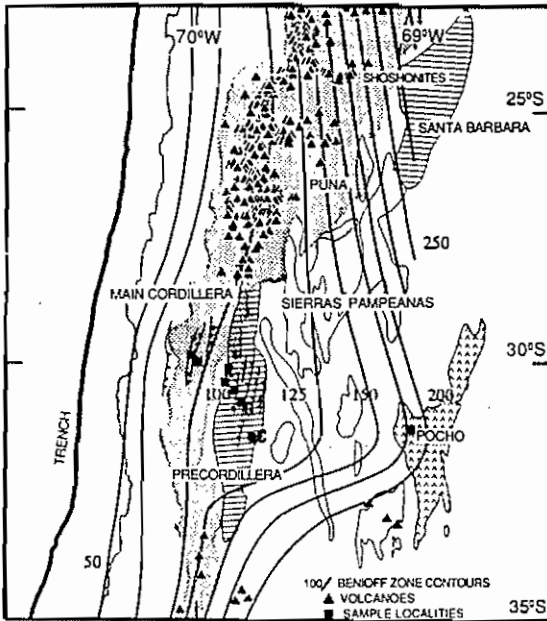 70°W 69°W
SHOSHONITES
25°S
SANTA BARBARA
PUNA
250
MAIN CORDILLERA
SIERRAS PAMPEANAS
30°S
100 125 150 200
C
POCHO
TRENCH
PRECORDILLERA
50
100 BENIOFF ZONE CONTOURS
VOLCANOES
SAMPLE LOCALITIES
35°S